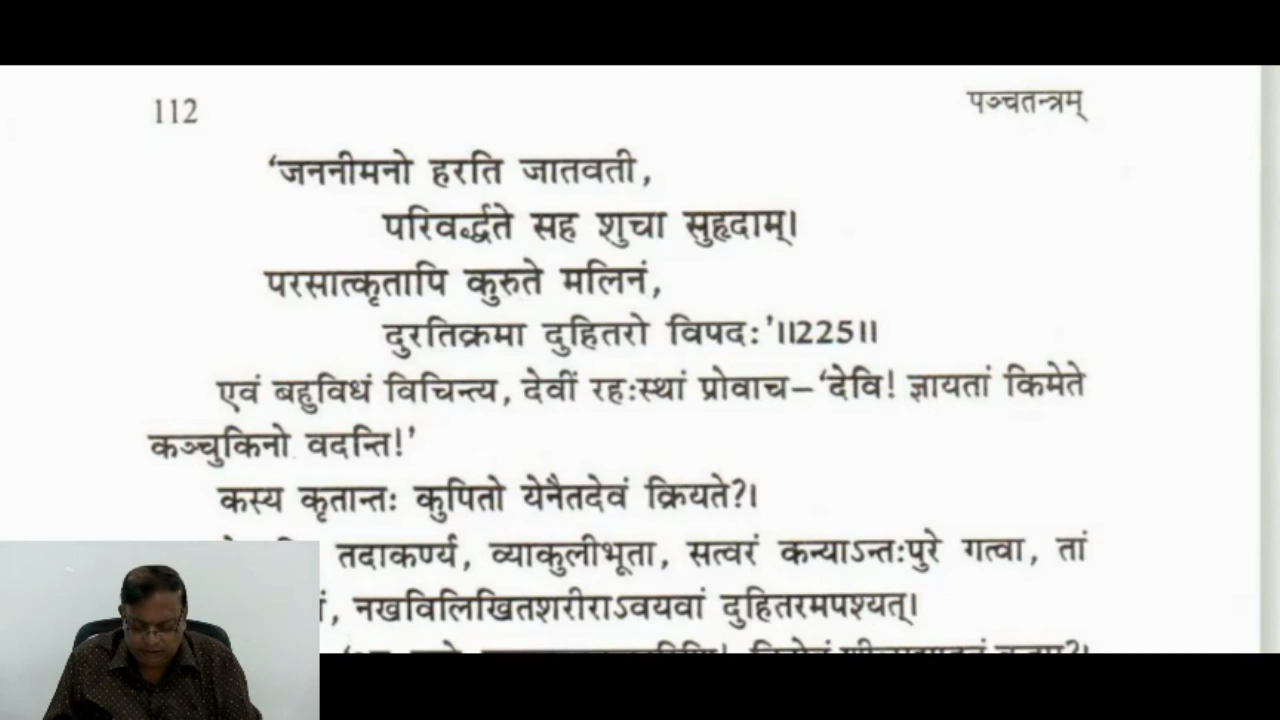 112 पञ्चतन्त्रम्
‘जननीमनो हरति जातवती,
परिवर्द्धते सह शुचा सुहृदाम्।
परसात्कृतापि कुरुते मलिनं,
दुरतिक्रमा दुहितरो विपदः’॥225॥
एवं बहुविधं विचिन्त्य, देवीं रहःस्थां प्रोवाच–‘देवि! ज्ञायतां किमेते
कञ्चुकिनो वदन्ति!’
कस्य कृतान्तः कुपितो येनैतदेवं क्रियते?।
तदाकर्ण्य, व्याकुलीभूता, सत्वरं कन्याऽन्तःपुरे गत्वा, तां
नखविलिखितशरीराऽवयवां दुहितरमपश्यत्।